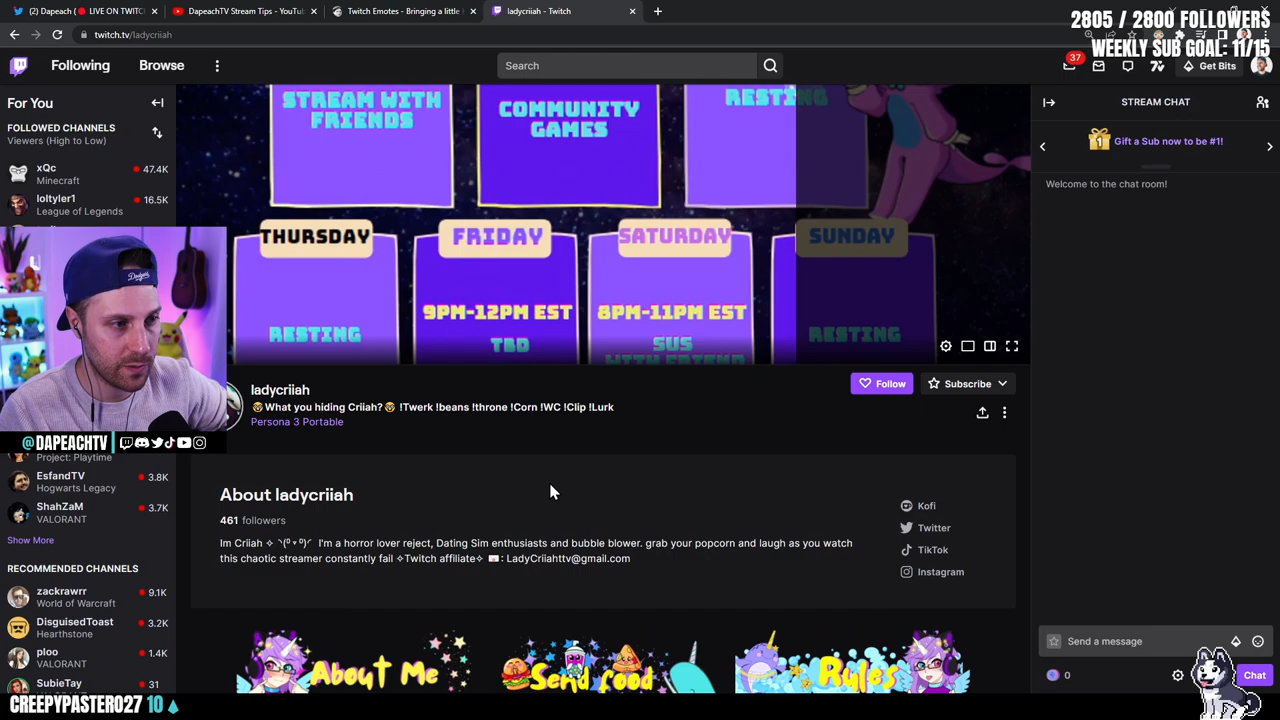 (2) Dapeach (🔴 LIVE ON TWITC
DapeachTV Stream Tips - YouTub
Twitch Emotes - Bringing a little
ladycriiah - Twitch
2805 / 2800 FOLLOWERS
twitch.tv/ladycriiah
WEEKLY SUB GOAL: 11/15
Following
Browse
Search
37
Get Bits
For You
FOLLOWED CHANNELS
Viewers (High to Low)
xQc
47.4K
Minecraft
loltyler1
16.5K
League of Legends
STREAM WITH
FRIENDS
COMMUNITY
GAMES
RESTING
THURSDAY
FRIDAY
SATURDAY
SUNDAY
RESTING
9PM-12PM EST
TBD
8PM-11PM EST
SUS
WITH FRIEND
RESTING
STREAM CHAT
1
Gift a Sub now to be #1!
Welcome to the chat room!
Dodgers
@DAPEACHTV
ladycriiah
Follow
Subscribe
🤠What you hiding Criiah?🤠 !Twerk !beans !throne !Corn !WC !Clip !Lurk
Persona 3 Portable
Project: Playtime
EsfandTV
3.8K
Hogwarts Legacy
ShahZaM
3.7K
VALORANT
Show More
RECOMMENDED CHANNELS
zackrawrr
9.1K
World of Warcraft
DisguisedToast
3.2K
Hearthstone
ploo
1.4K
VALORANT
SubieTay
31
About ladycriiah
461 followers
Im Criiah ✧ ヽ(⁰▿⁰)╯ I'm a horror lover reject, Dating Sim enthusiasts and bubble blower. grab your popcorn and laugh as you watch
this chaotic streamer constantly fail ✧Twitch affiliate✧ 📧: LadyCriiahttv@gmail.com
Kofi
Twitter
TikTok
Instagram
About Me
Send food
Rules
Send a message
0
Chat
CREEPYPASTER027 10